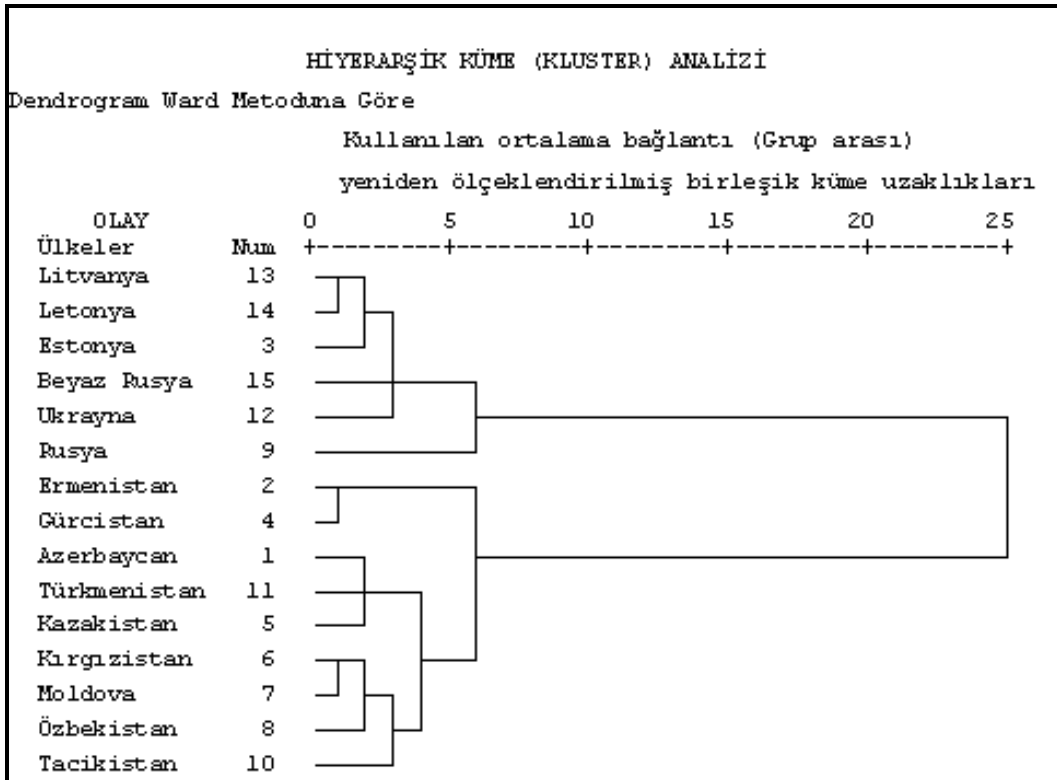 HİYERARŞİK KÜME (KLUSTER) ANALİZİ
Dendrogram Ward Metoduna Göre
Kullanılan ortalama bağlantı (Grup arası)
yeniden ölçeklendirilmiş birleşik küme uzaklıkları
OLAY 0 5 10 15 20 25
Ülkeler Num +---------+---------+---------+---------+---------+
Litvanya 13
Letonya 14
Estonya 3
Beyaz Rusya 15
Ukrayna 12
Rusya 9
Ermenistan 2
Gürcistan 4
Azerbaycan 1
Türkmenistan 11
Kazakistan 5
Kırgızistan 6
Moldova 7
Özbekistan 8
Tacikistan 10